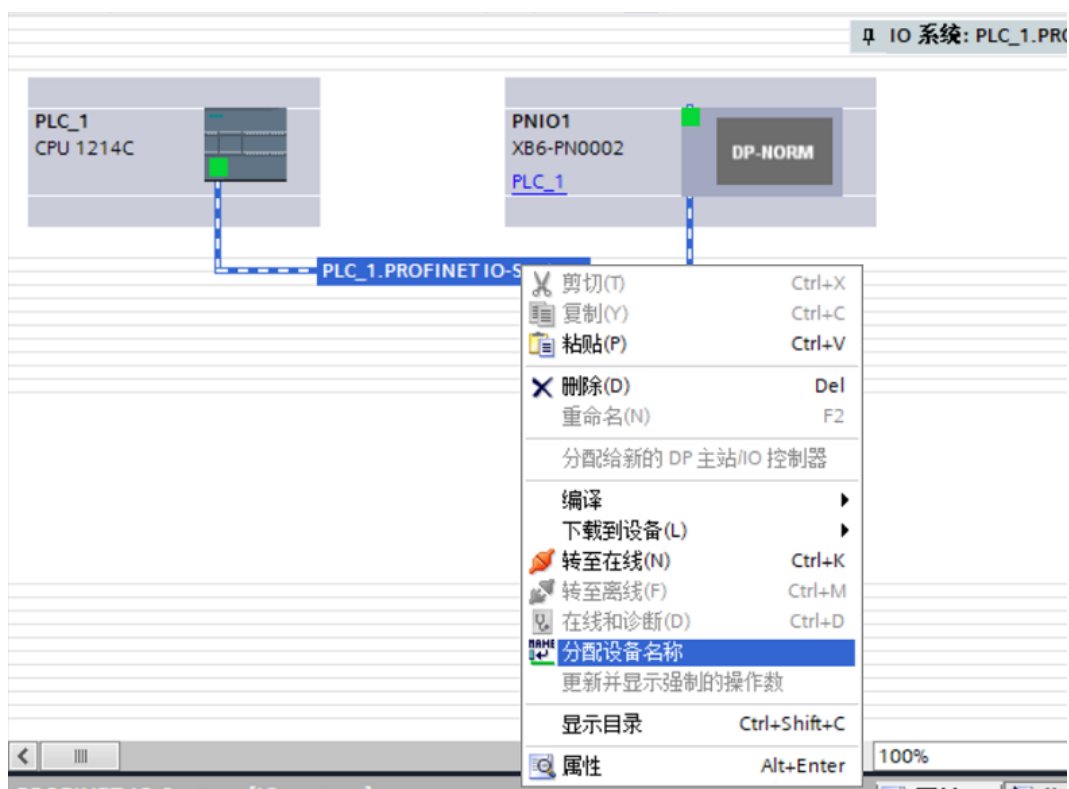 IO 系统: PLC_1.PRO
PLC_1
CPU 1214C
PNIO1
XB6-PN0002
PLC_1
DP-NORM
PLC_1.PROFINET IO-S
剪切(T) Ctrl+X
复制(Y) Ctrl+C
粘贴(P) Ctrl+V
删除(D) Del
重命名(N) F2
分配给新的 DP 主站/IO 控制器
编译
下载到设备(L)
转至在线(N) Ctrl+K
转至离线(F) Ctrl+M
在线和诊断(D) Ctrl+D
NAME
分配设备名称
更新并显示强制的操作数
显示目录 Ctrl+Shift+C
属性 Alt+Enter
100%